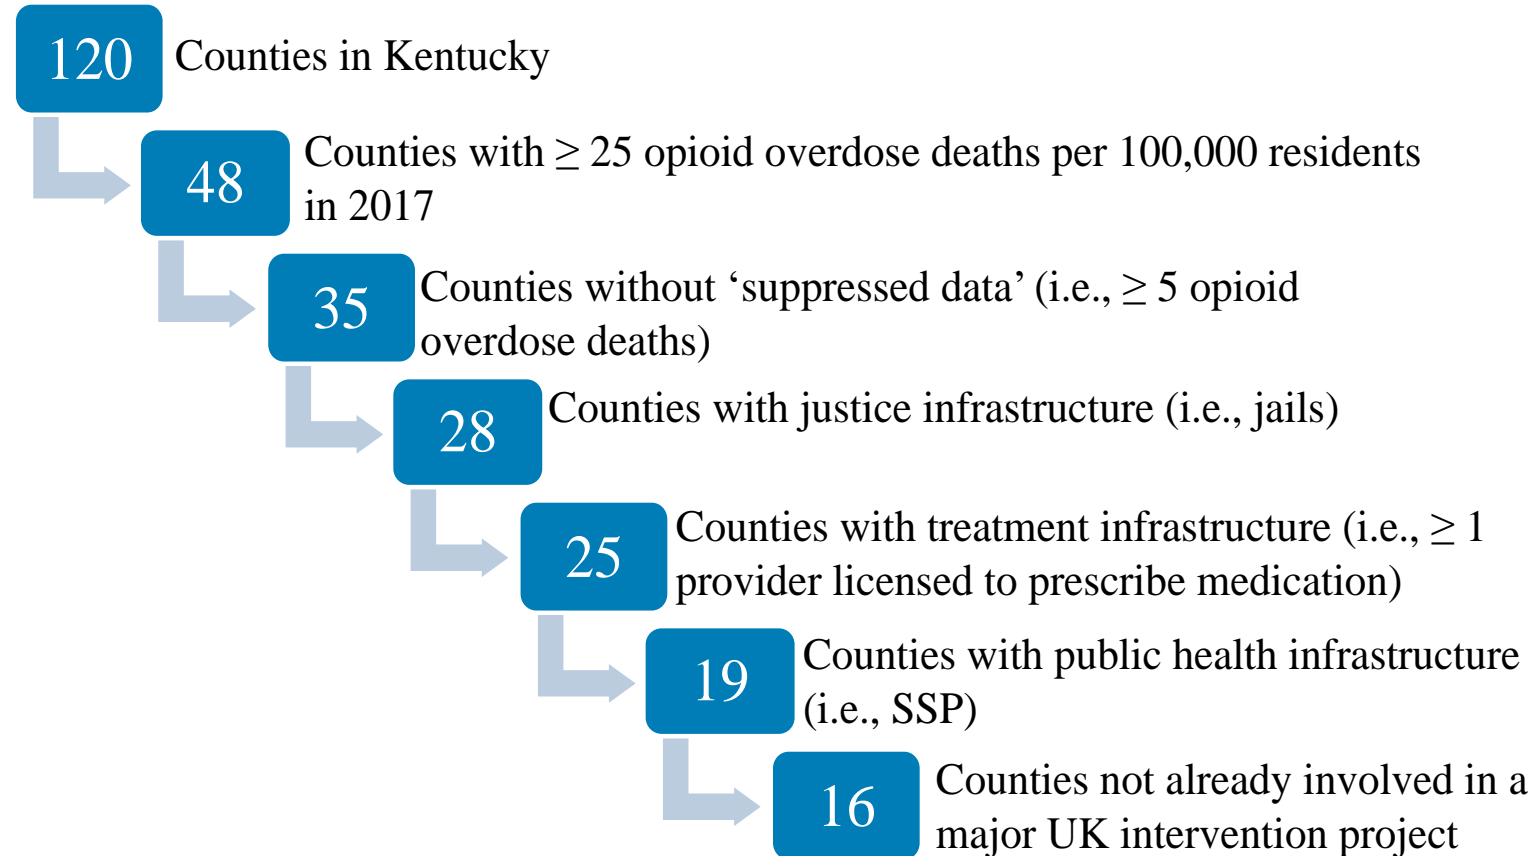 120
Counties in Kentucky
48
Counties with ≥ 25 opioid overdose deaths per 100,000 residents
in 2017
35
Counties without ‘suppressed data’ (i.e., ≥ 5 opioid
overdose deaths)
28
Counties with justice infrastructure (i.e., jails)
25
Counties with treatment infrastructure (i.e., ≥ 1
provider licensed to prescribe medication)
19
Counties with public health infrastructure
(i.e., SSP)
16
Counties not already involved in a
major UK intervention project